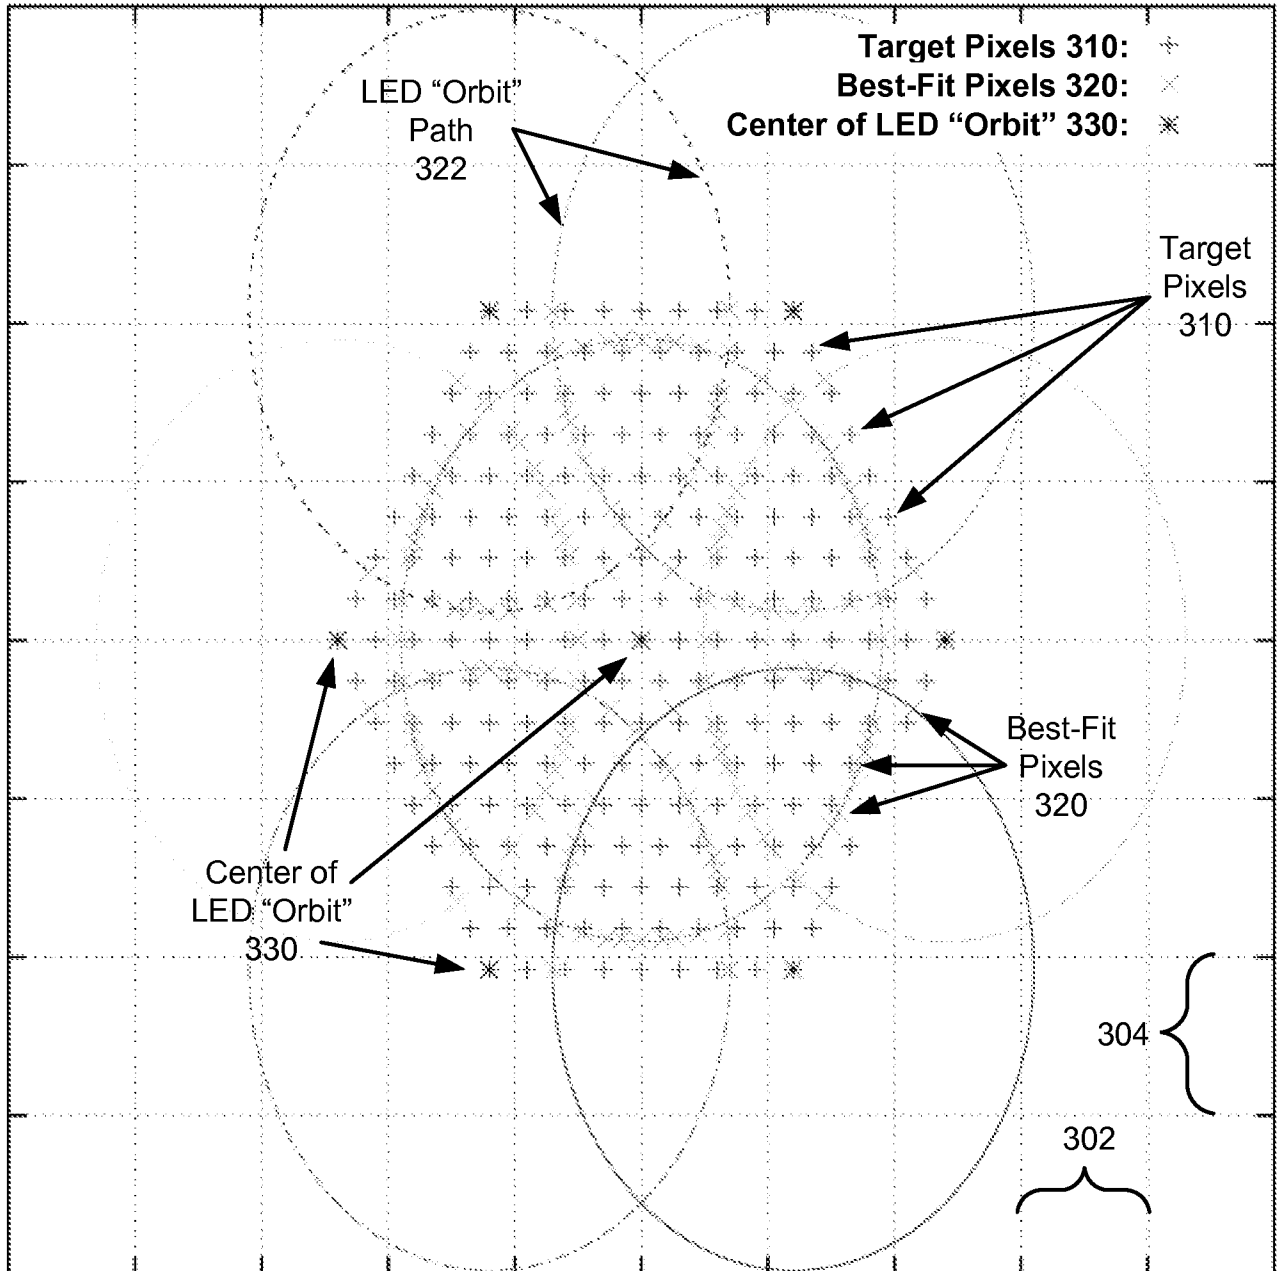 Target Pixels 310:
Best-Fit Pixels 320:
Center of LED “Orbit” 330:
LED “Orbit”
Path
322
Target
Pixels
310
Best-Fit
Pixels
320
Center of
LED “Orbit”
330
304
302